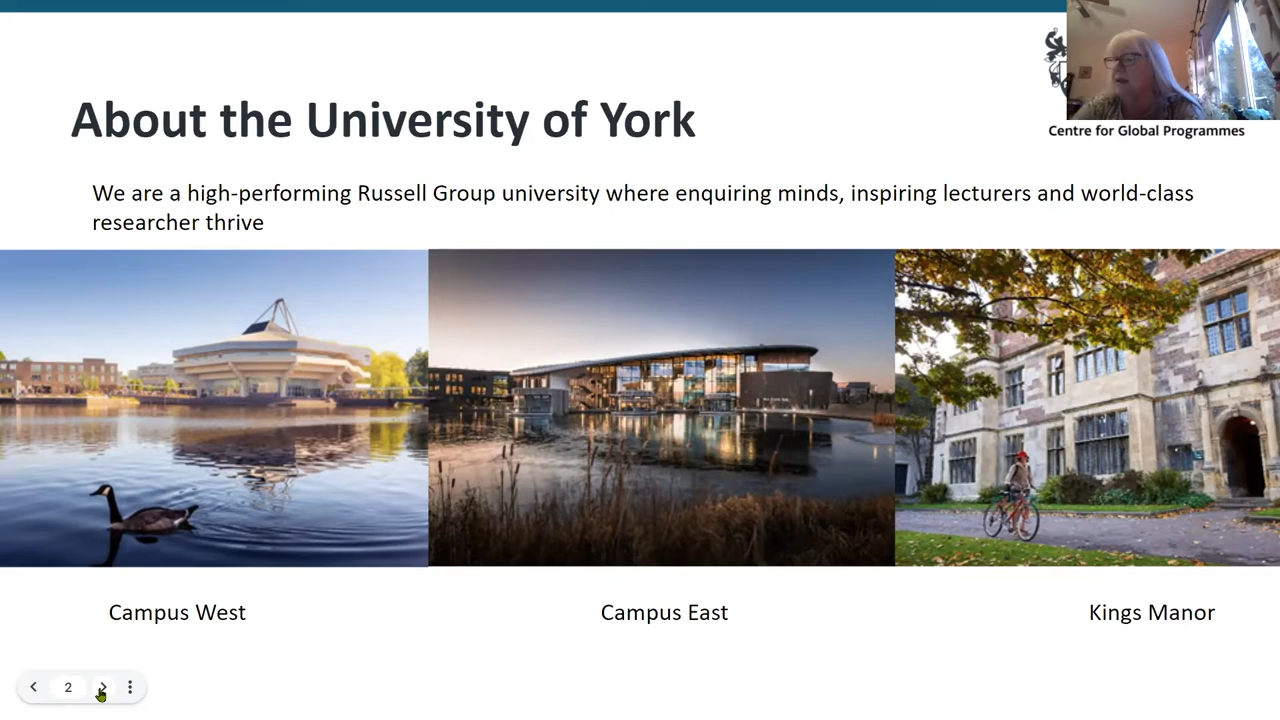 About the University of York
Centre for Global Programmes
We are a high-performing Russell Group university where enquiring minds, inspiring lecturers and world-class
researcher thrive
Campus West
Campus East
Kings Manor
2